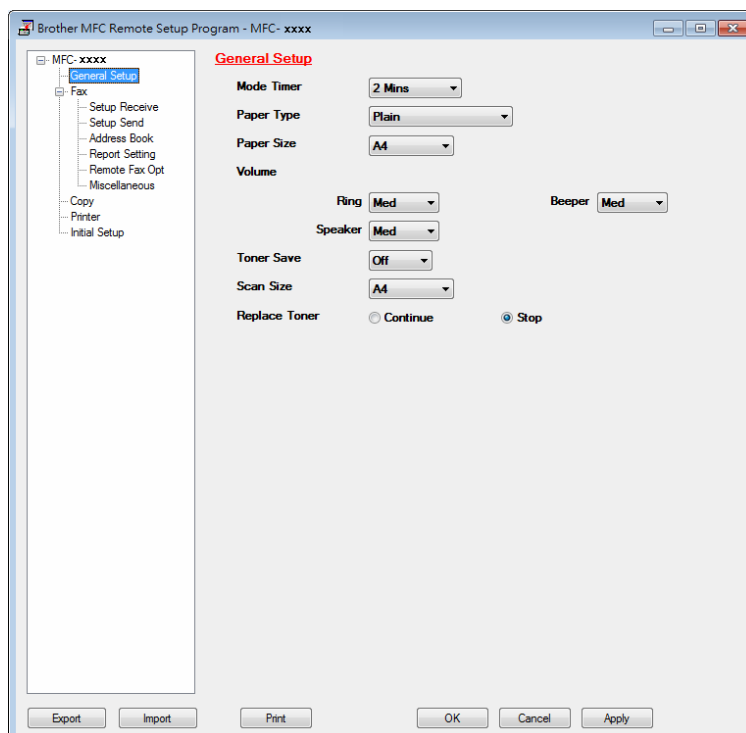 Brother MFC Remote Setup Program - MFC- xxxx
MFC- xxxx
General Setup
Fax
Setup Receive
Setup Send
Address Book
Report Setting
Remote Fax Opt
Miscellaneous
Copy
Printer
Initial Setup
General Setup
Mode Timer 2 Mins
Paper Type Plain
Paper Size A4
Volume
Ring Med Beeper Med
Speaker Med
Toner Save Off
Scan Size A4
Replace Toner Continue Stop
Export Import Print OK Cancel Apply